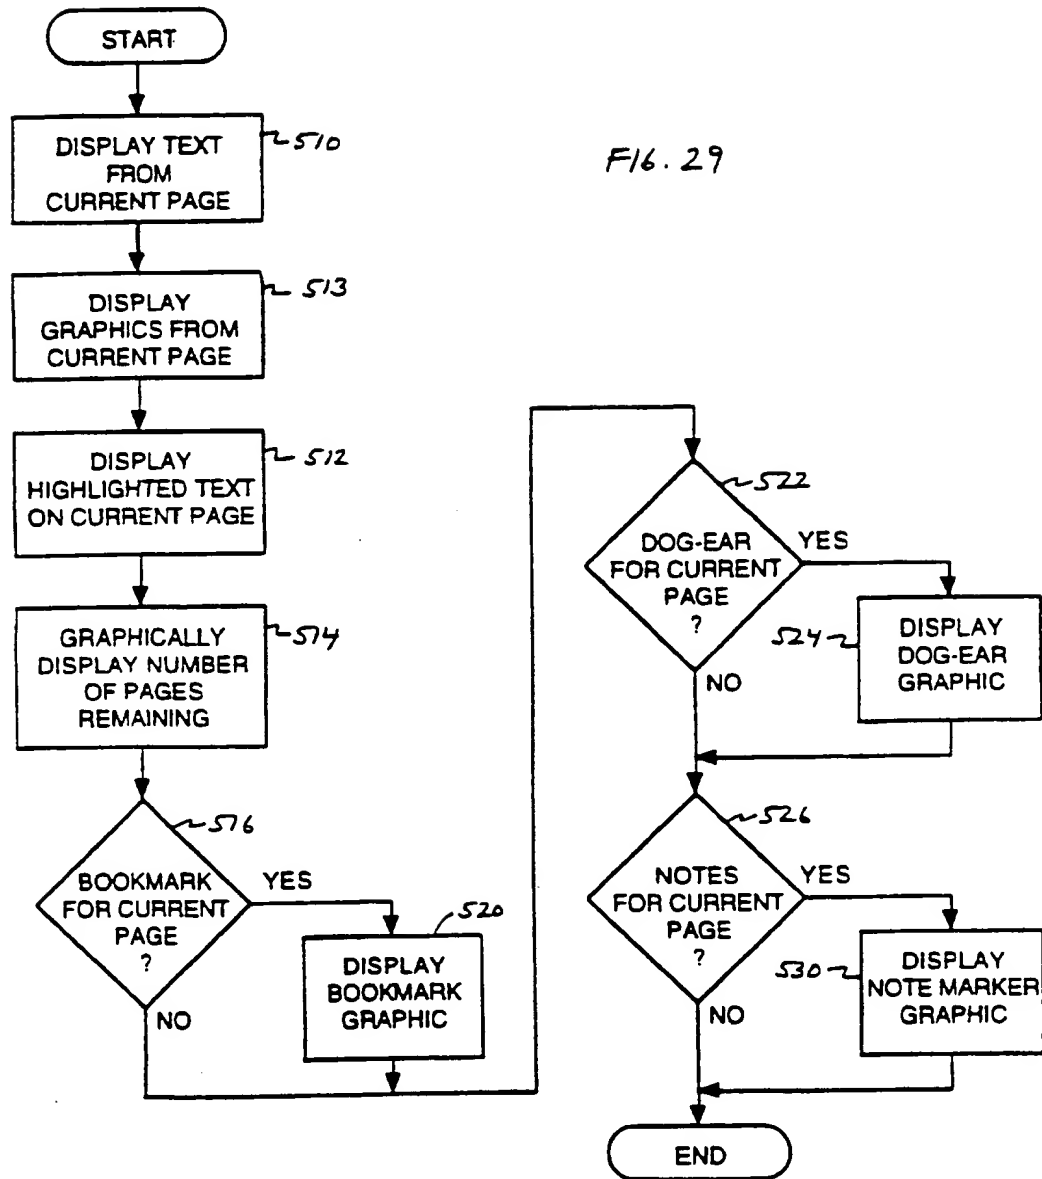 START
DISPLAY TEXT
FROM
CURRENT PAGE
510
DISPLAY
GRAPHICS FROM
CURRENT PAGE
513
DISPLAY
HIGHLIGHTED TEXT
ON CURRENT PAGE
512
GRAPHICALLY
DISPLAY NUMBER
OF PAGES
REMAINING
514
BOOKMARK
FOR CURRENT
PAGE
?
516
YES
NO
DISPLAY
BOOKMARK
GRAPHIC
520
FIG. 29
DOG-EAR
FOR CURRENT
PAGE
?
522
YES
NO
DISPLAY
DOG-EAR
GRAPHIC
524
NOTES
FOR CURRENT
PAGE
?
526
YES
NO
DISPLAY
NOTE MARKER
GRAPHIC
530
END